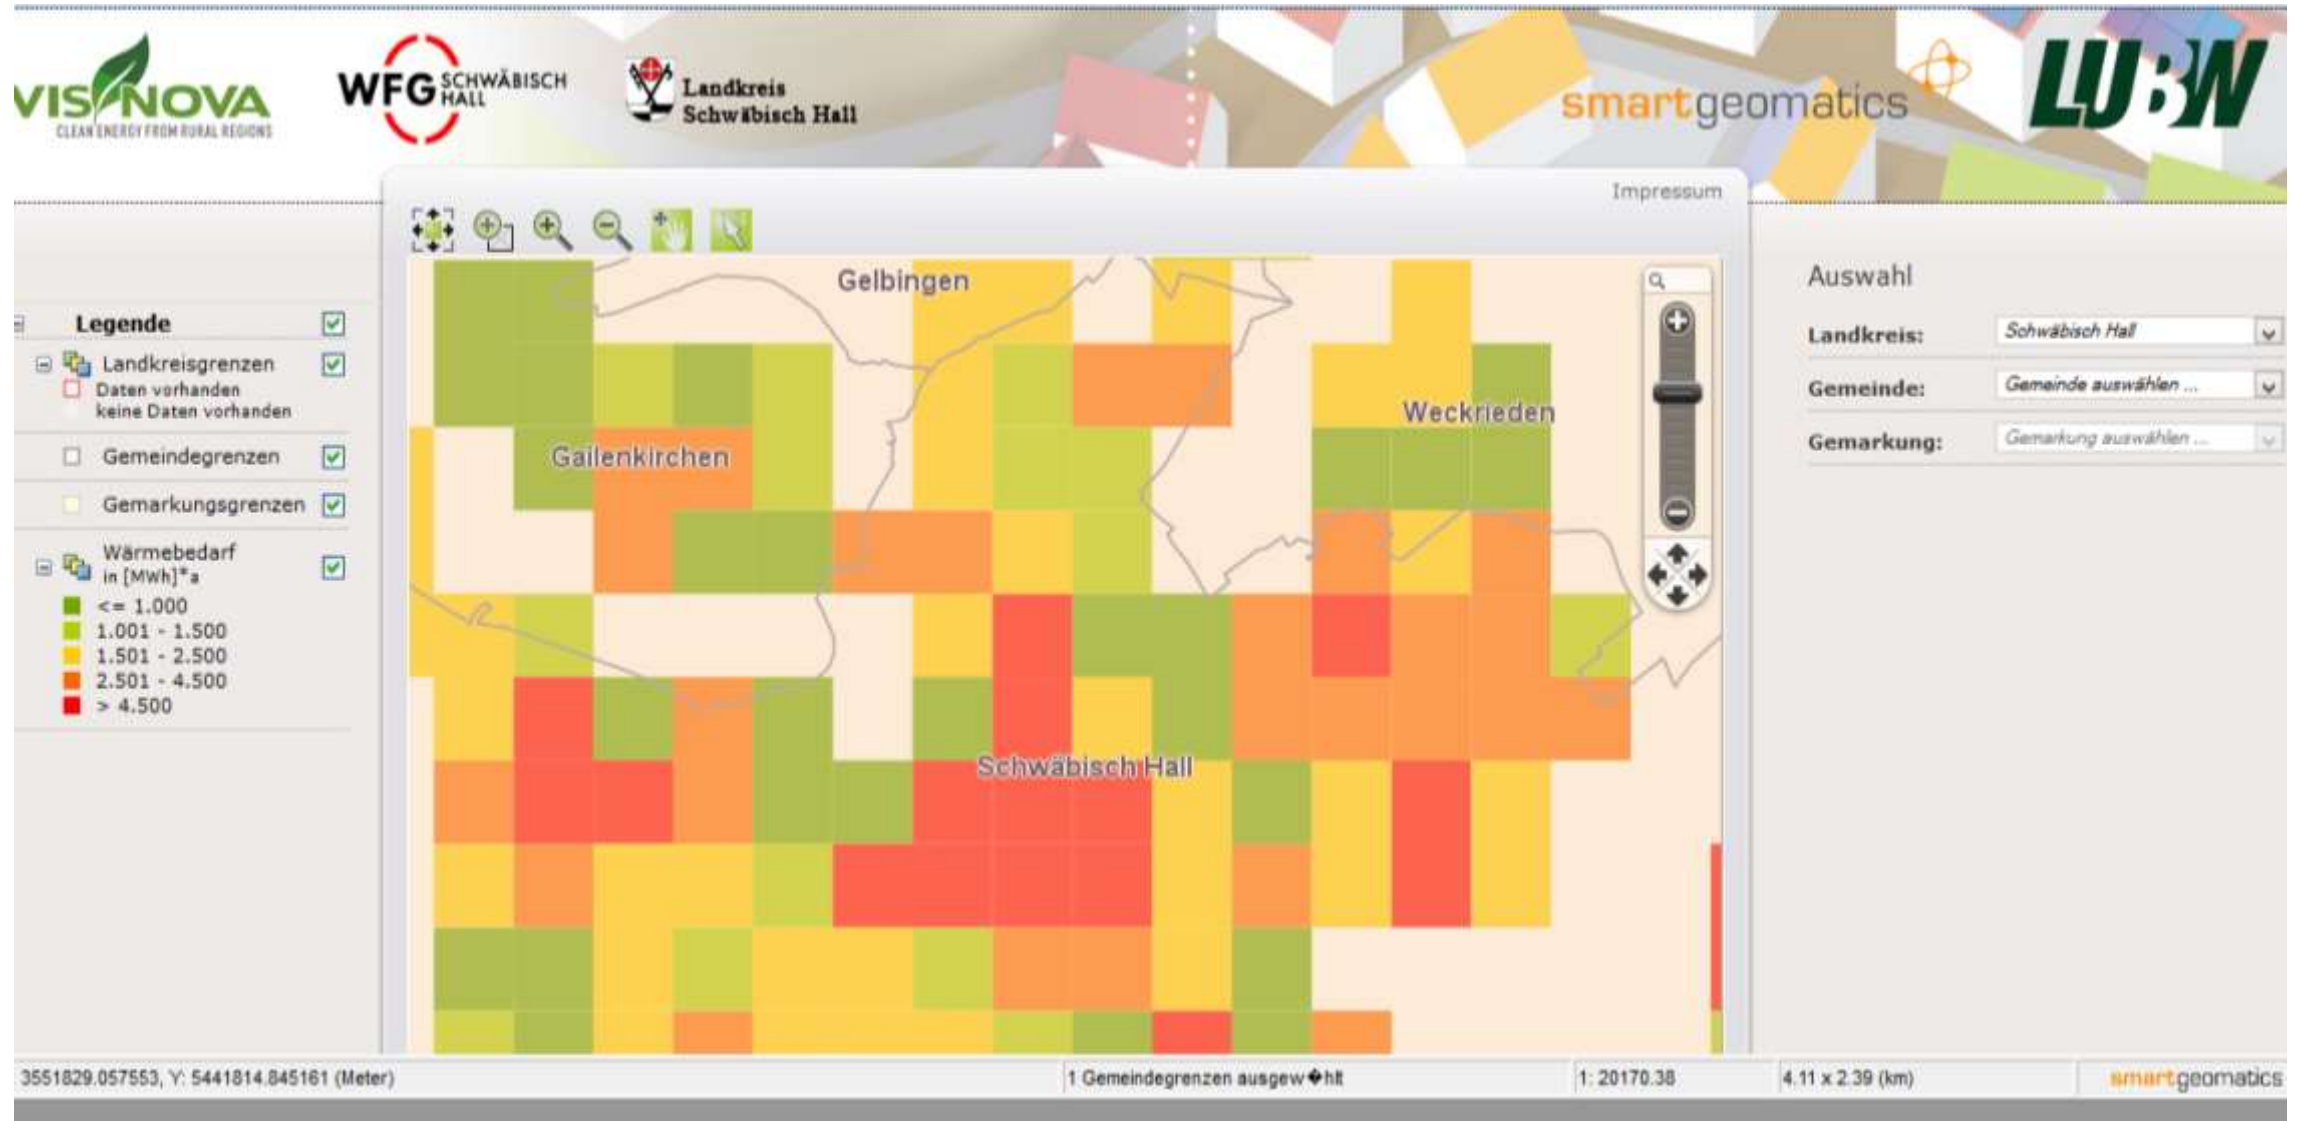 VIS NOVA
CLEAN ENERGY FROM RURAL REGIONS
WFG SCHWÄBISCH
HALL
Landkreis
Schwäbisch Hall
smartgeomatics
LUBW
Impressum
Legende
Landkreisgrenzen
Daten vorhanden
keine Daten vorhanden
Gemeindegrenzen
Gemarkungsgrenzen
Wärmebedarf
in [MWh]*a
<= 1.000
1.001 - 1.500
1.501 - 2.500
2.501 - 4.500
> 4.500
Gelbingen
Weckrieden
Gailenkirchen
Schwäbisch Hall
Auswahl
Landkreis: Schwäbisch Hall
Gemeinde: Gemeinde auswählen ...
Gemarkung: Gemarkung auswählen ...
3551829.057553, Y: 5441814.845161 (Meter)
1 Gemeindegrenzen ausgew�hlt
1: 20170.38
4.11 x 2.39 (km)
smartgeomatics